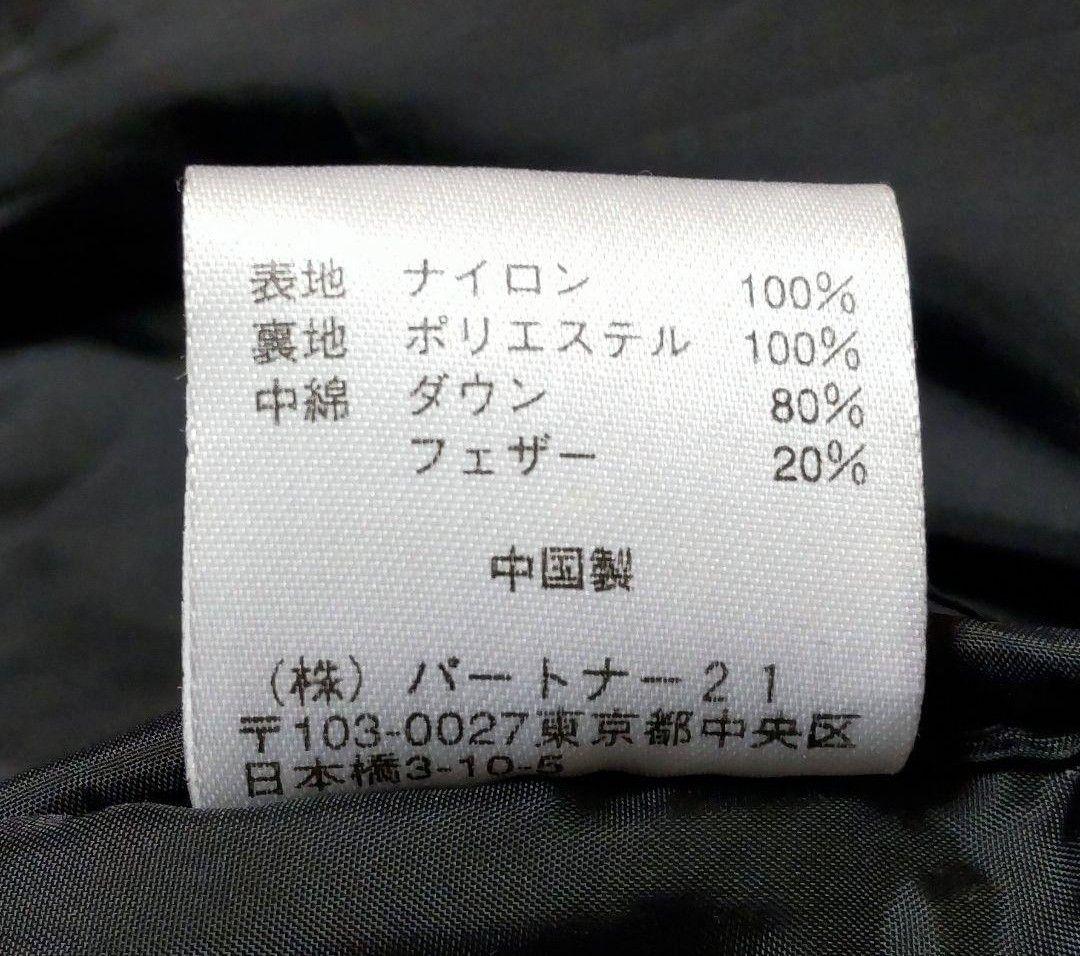 表地 ナイロン 100%
裏地 ポリエステル 100%
中綿 ダウン 80%
フェザー 20%
中国製
（株）パートナー21
〒103-0027東京都中央区
日本橋3-10-5